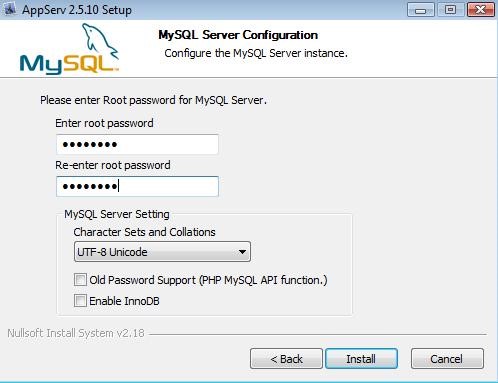 AppServ 2.5.10 Setup
MySQL Server Configuration
Configure the MySQL Server instance.
MySQL
Please enter Root password for MySQL Server.
Enter root password
●●●●●●●●
Re-enter root password
●●●●●●●●
MySQL Server Setting
Character Sets and Collations
UTF-8 Unicode
Old Password Support (PHP MySQL API function.)
Enable InnoDB
Nullsoft Install System v2.18
< Back Install Cancel